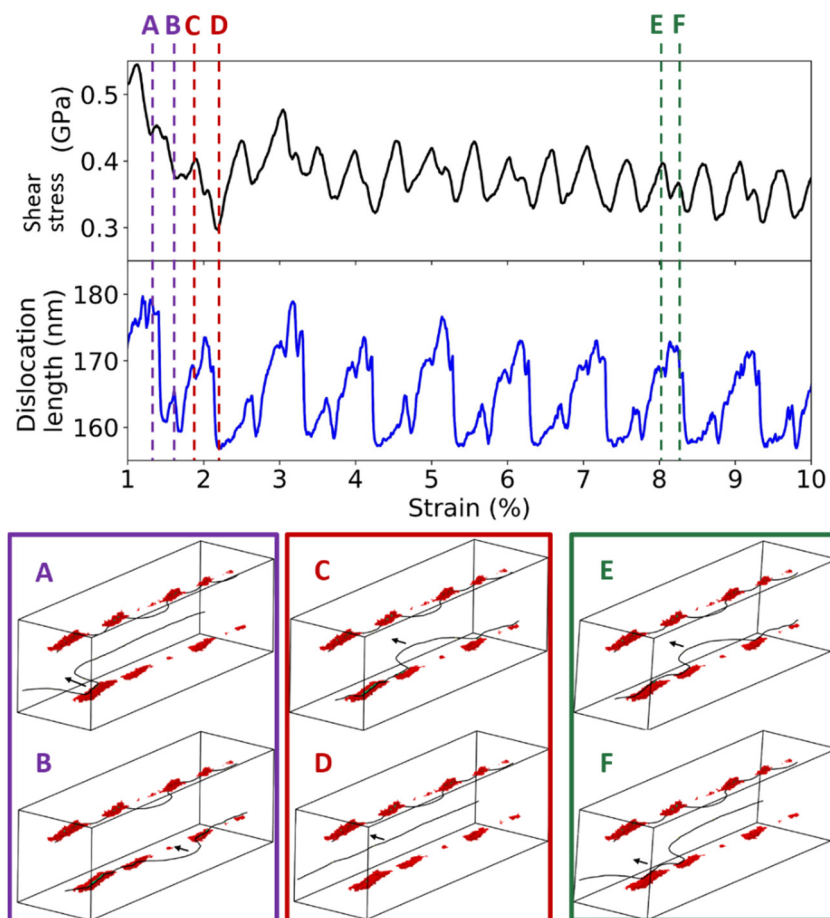 A B C D E F
Shear
stress
(GPa)
0.5
0.4
0.3
Dislocation
length (nm)
180
170
160
1 2 3 4 5 6 7 8 9 10
Strain (%)
A C E
B D F